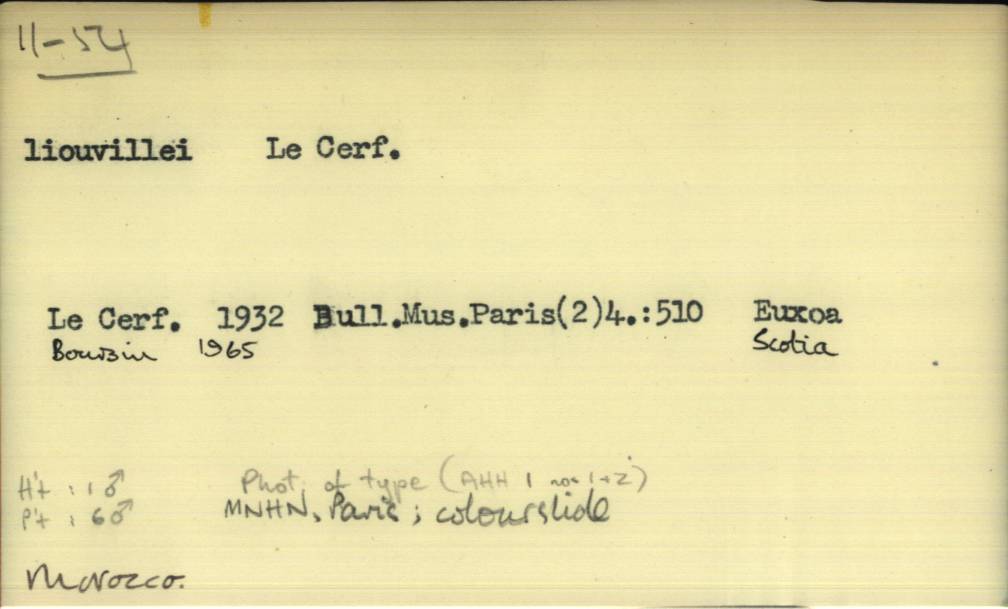 11-54
liouvillei Le Cerf.
Le Cerf. 1932 Bull.Mus.Paris(2)4.:510 Euxoa
Boursin 1965 Scotia
H't : 1 ♂ Phot. of type (AHH 1 nos 1+2)
P't : 6 ♂ MNHN, Paris ; colourslide
Morocco.